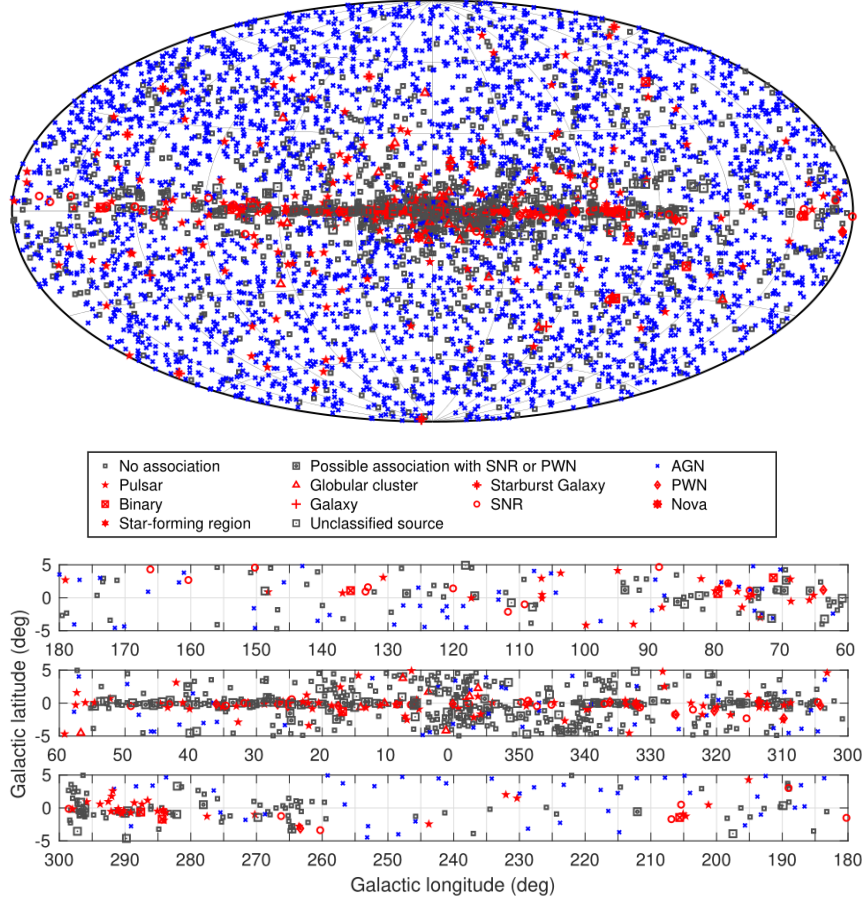 No association Possible association with SNR or PWN AGN
Pulsar Globular cluster Starburst Galaxy PWN
Binary Galaxy SNR Nova
Star-forming region Unclassified source
5
0
-5
180 170 160 150 140 130 120 110 100 90 80 70 60
5
0
-5
60 50 40 30 20 10 0 350 340 330 320 310 300
5
0
-5
300 290 280 270 260 250 240 230 220 210 200 190 180
Galactic latitude (deg)
Galactic longitude (deg)